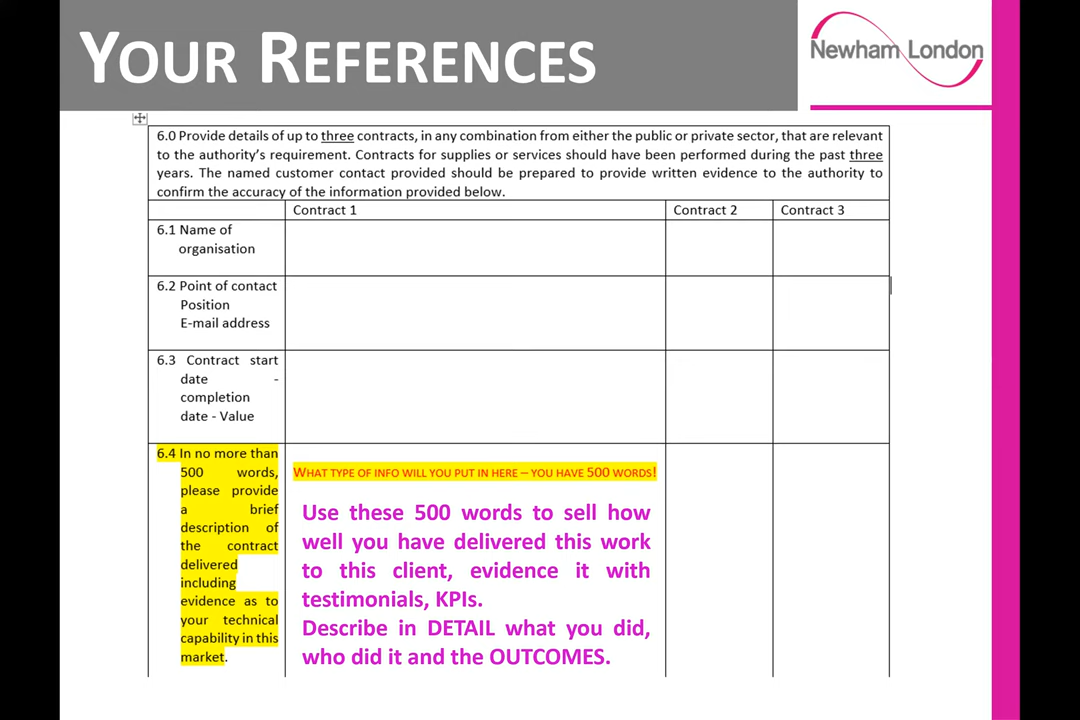 YOUR REFERENCES
Newham London
6.0 Provide details of up to three contracts, in any combination from either the public or private sector, that are relevant
to the authority's requirement. Contracts for supplies or services should have been performed during the past three
years. The named customer contact provided should be prepared to provide written evidence to the authority to
confirm the accuracy of the information provided below.
Contract 1 Contract 2 Contract 3
6.1 Name of
organisation
6.2 Point of contact
Position
E-mail address
6.3 Contract start
date -
completion
date - Value
6.4 In no more than
500 words,
please provide
a brief
description of
the contract
delivered
including
evidence as to
your technical
capability in this
market.
WHAT TYPE OF INFO WILL YOU PUT IN HERE – YOU HAVE 500 WORDS!
Use these 500 words to sell how
well you have delivered this work
to this client, evidence it with
testimonials, KPIs.
Describe in DETAIL what you did,
who did it and the OUTCOMES.